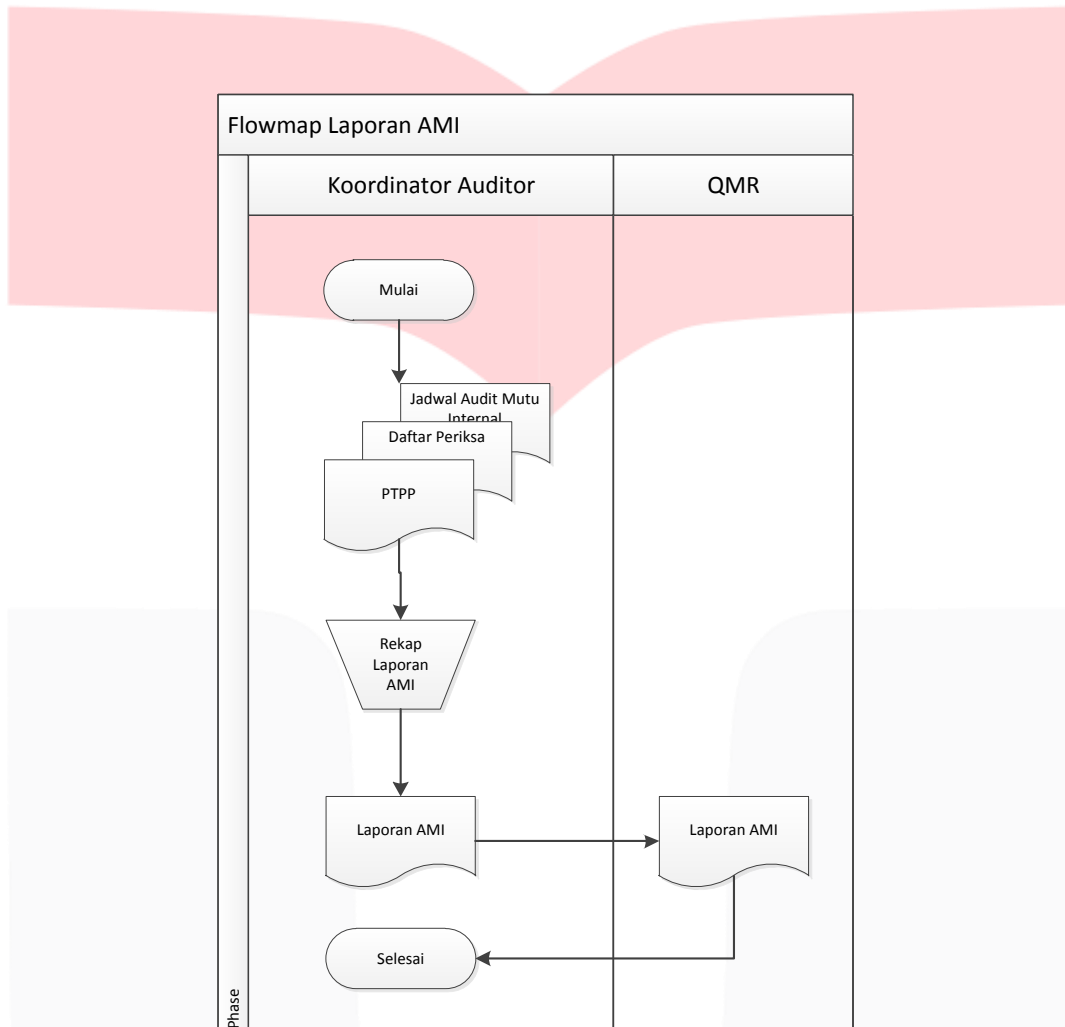 Flowmap Laporan AMI
Koordinator Auditor
QMR
Mulai
Jadwal Audit Mutu
Internal
Daftar Periksa
PTPP
Rekap
Laporan
AMI
Laporan AMI
Laporan AMI
Selesai
Phase